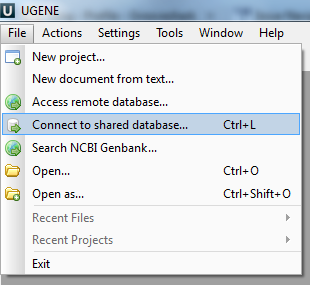 UGENE
File Actions Settings Tools Window Help
New project...
New document from text...
Access remote database...
Connect to shared database... Ctrl+L
Search NCBI Genbank...
Open... Ctrl+O
Open as... Ctrl+Shift+O
Recent Files
Recent Projects
Exit